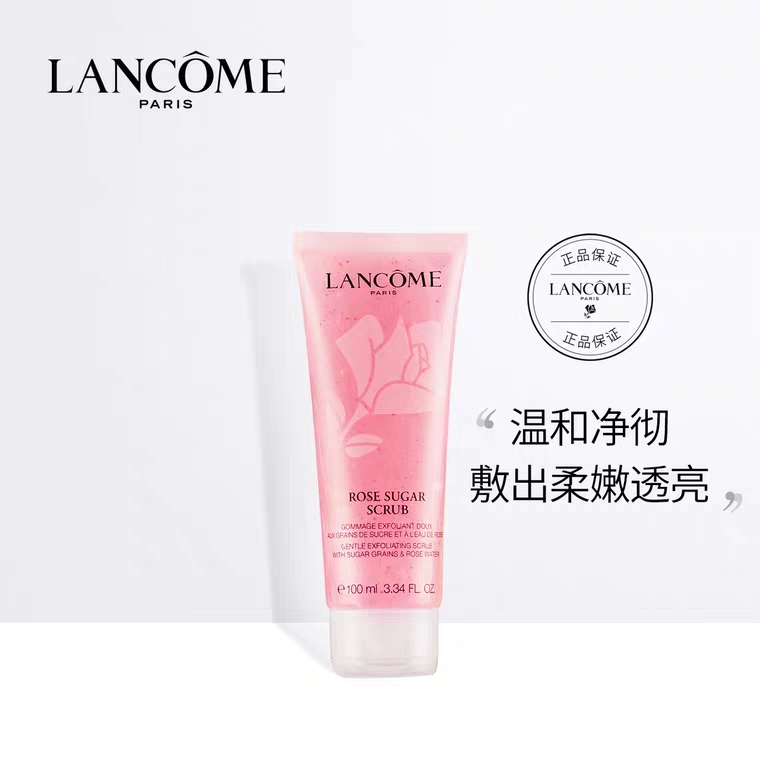 LANCÔME
PARIS
LANCÔME
PARIS
ROSE SUGAR
SCRUB
GOMMAGE EXFOLIANT DOUX
AUX GRAINS DE SUCRE ET À L'EAU DE ROSE
GENTLE EXFOLIATING SCRUB
WITH SUGAR GRAINS & ROSE WATER
℮100 ml .3.34 FL. OZ.
正品保证
LANCÔME
PARIS
正品保证
“温和净彻
敷出柔嫩透亮”